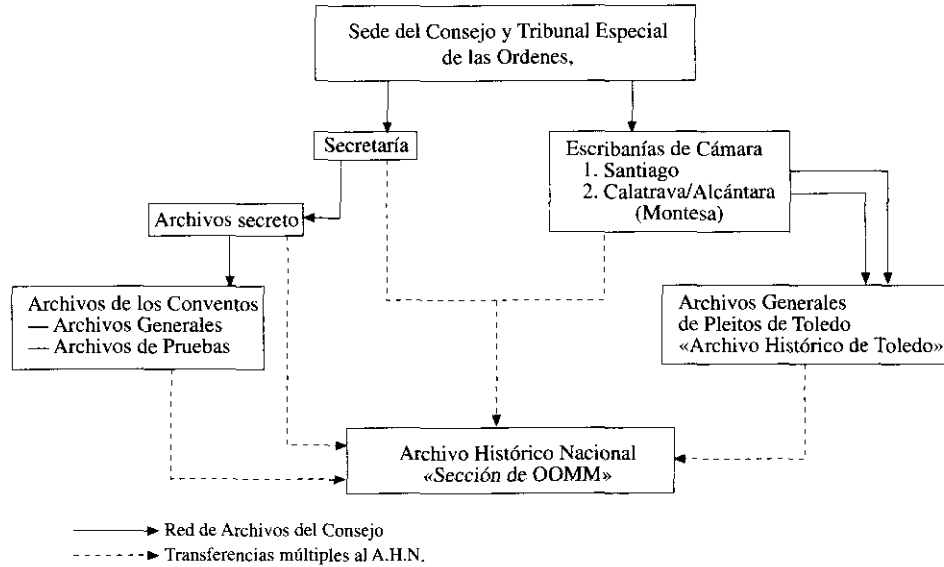 Sede del Consejo y Tribunal Especial
de las Ordenes,
Secretaría
Escribanías de Cámara
1. Santiago
2. Calatrava/Alcántara
(Montesa)
Archivos secreto
Archivos de los Conventos
— Archivos Generales
— Archivos de Pruebas
Archivos Generales
de Pleitos de Toledo
«Archivo Histórico de Toledo»
Archivo Histórico Nacional
«Sección de OOMM»
Red de Archivos del Consejo
Transferencias múltiples al A.H.N.